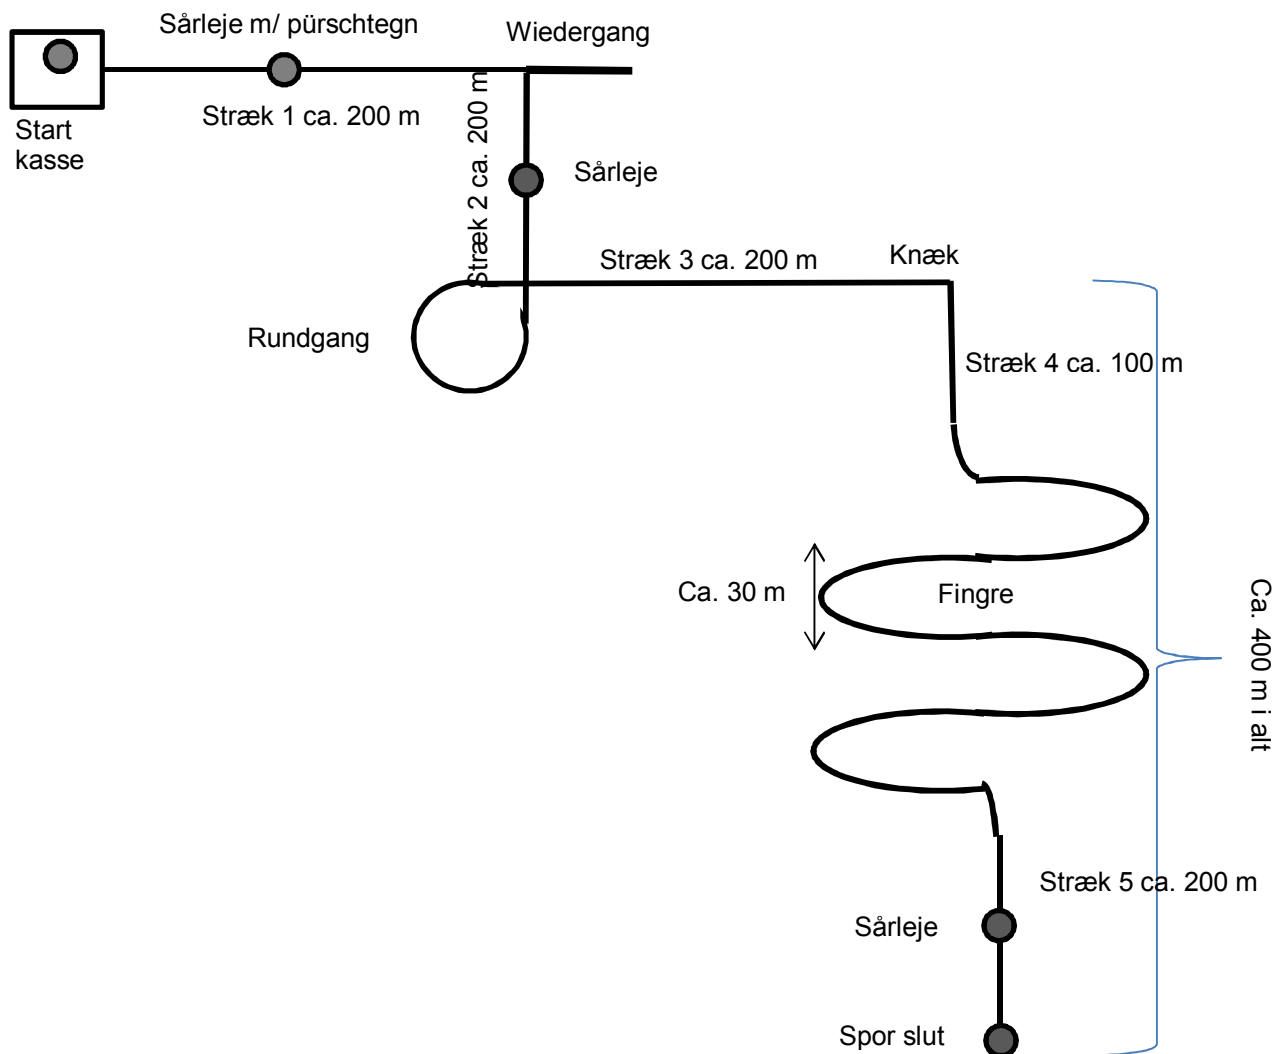 Sårleje m/ pürschtegn
Wiedergang
Start
kasse
Stræk 1 ca. 200 m
Stræk 2 ca. 200 m
Sårleje
Stræk 3 ca. 200 m
Knæk
Rundgang
Stræk 4 ca. 100 m
Ca. 30 m
Fingre
Ca. 400 m i alt
Stræk 5 ca. 200 m
Sårleje
Spor slut